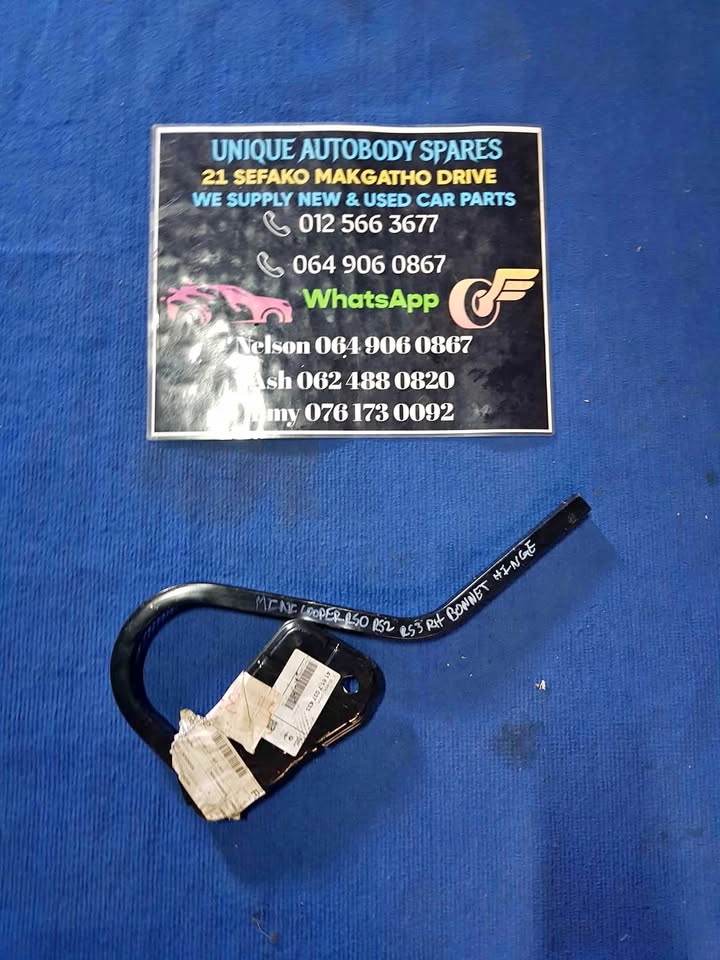 UNIQUE AUTOBODY SPARES
21 SEFAKO MAKGATHO DRIVE
WE SUPPLY NEW & USED CAR PARTS
012 566 3677
064 906 0867
WhatsApp
Nelson 064 906 0867
Ash 062 488 0820
my 076 173 0092
MINI COOPER R50 R52 R53 RH BONNET HINGE